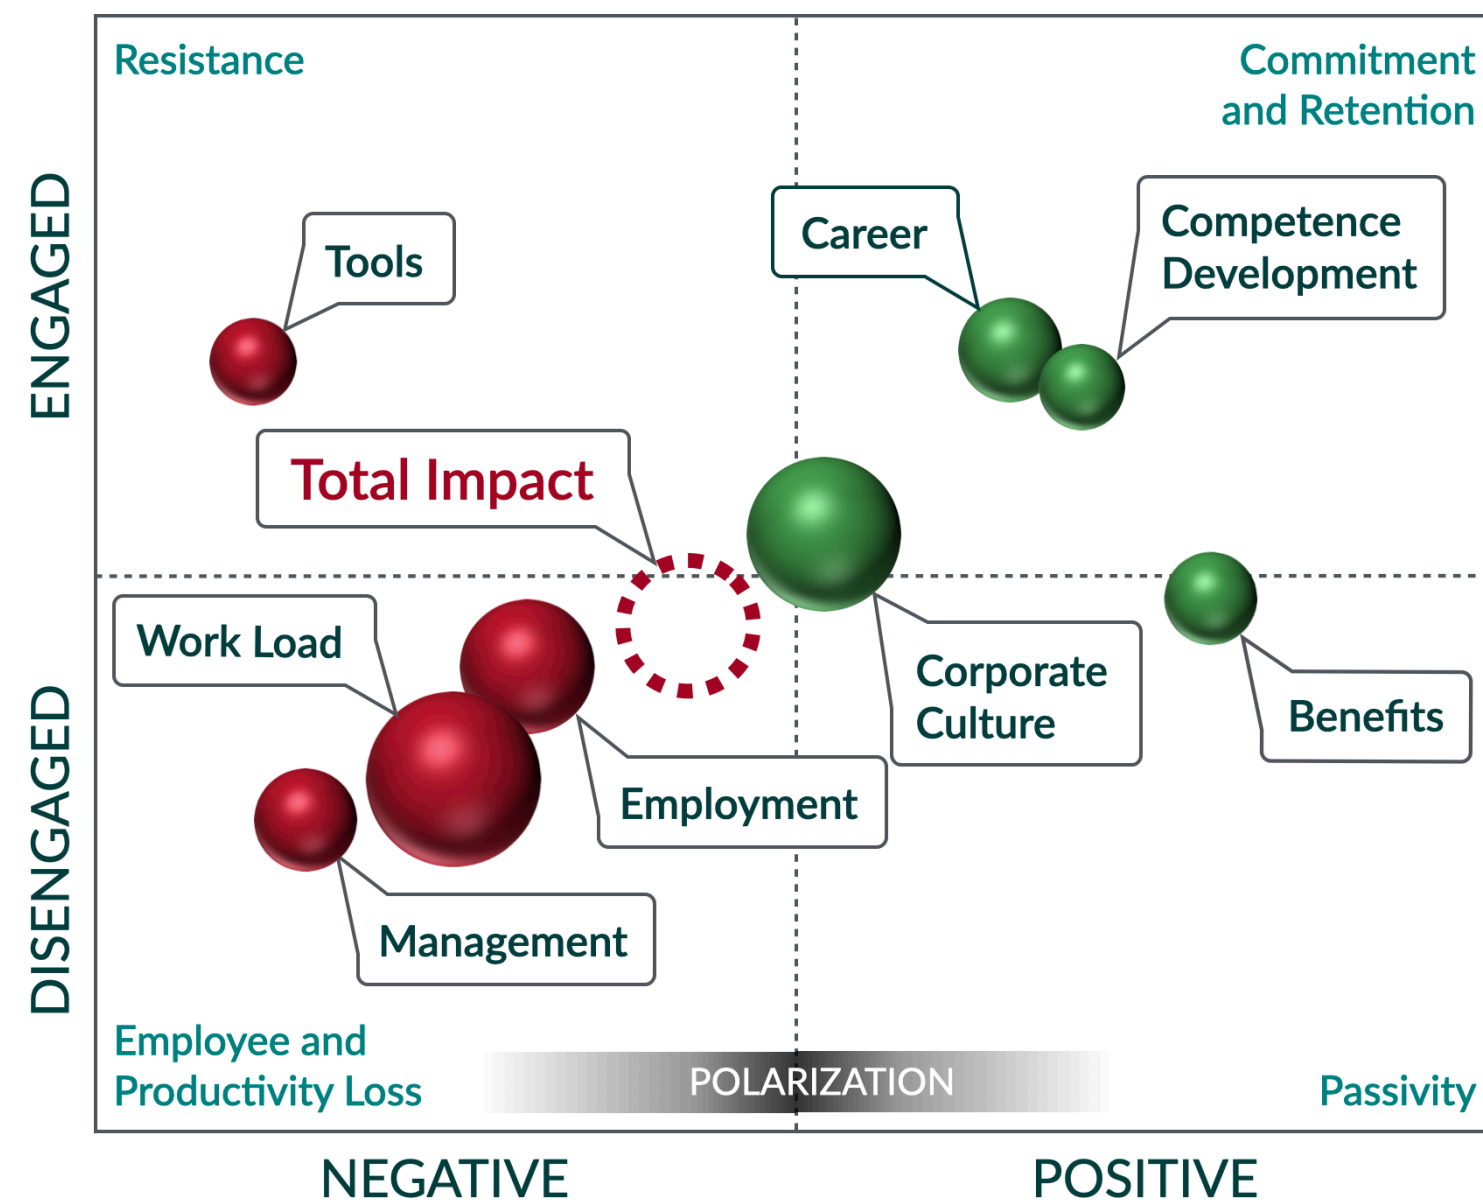 Resistance
Commitment
and Retention
ENGAGED
Tools
Career
Competence
Development
Total Impact
Work Load
Corporate
Culture
Benefits
Employment
Management
DISENGAGED
Employee and
Productivity Loss
POLARIZATION
Passivity
NEGATIVE
POSITIVE